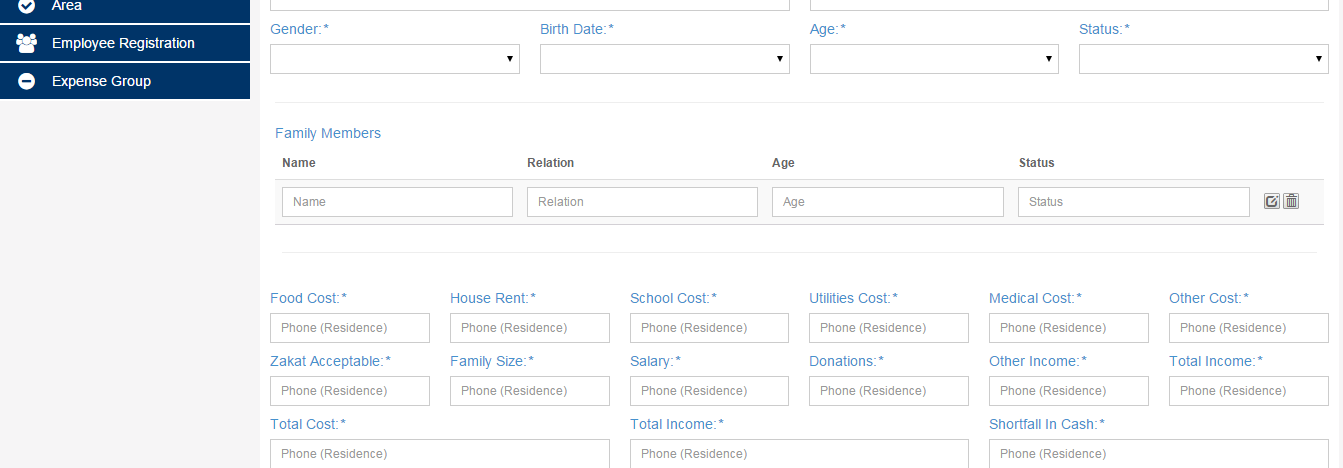 Area
Employee Registration
Expense Group
Gender:* Birth Date:* Age:* Status:*
Family Members
Name Relation Age Status
Name Relation Age Status
Food Cost:* House Rent:* School Cost:* Utilities Cost:* Medical Cost:* Other Cost:*
Phone (Residence) Phone (Residence) Phone (Residence) Phone (Residence) Phone (Residence) Phone (Residence)
Zakat Acceptable:* Family Size:* Salary:* Donations:* Other Income:* Total Income:*
Phone (Residence) Phone (Residence) Phone (Residence) Phone (Residence) Phone (Residence) Phone (Residence)
Total Cost:* Total Income:* Shortfall In Cash:*
Phone (Residence) Phone (Residence) Phone (Residence)